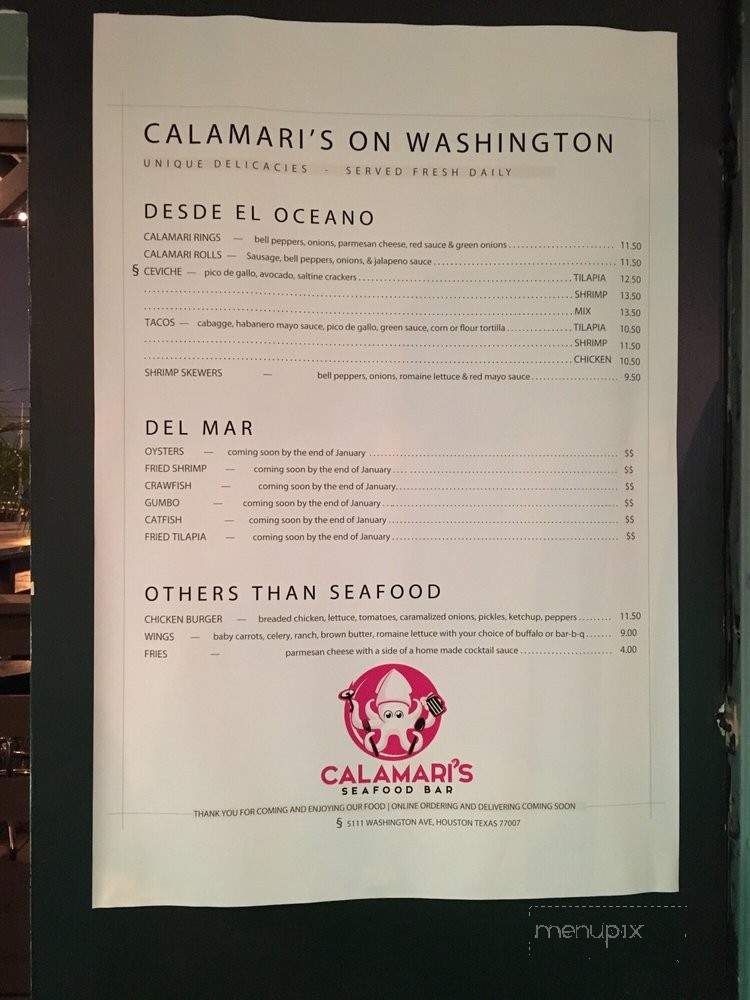 CALAMARI'S ON WASHINGTON
UNIQUE DELICACIES - SERVED FRESH DAILY
DESDE EL OCEANO
CALAMARI RINGS — bell peppers, onions, parmesan cheese, red sauce & green onions 11.50
CALAMARI ROLLS — Sausage, bell peppers, onions, & jalapeno sauce 11.50
§ CEVICHE — pico de gallo, avocado, saltine crackers TILAPIA 12.50
SHRIMP 13.50
MIX 13.50
TACOS — cabagge, habanero mayo sauce, pico de gallo, green sauce, corn or flour tortilla TILAPIA 10.50
SHRIMP 11.50
CHICKEN 10.50
SHRIMP SKEWERS — bell peppers, onions, romaine lettuce & red mayo sauce 9.50
DEL MAR
OYSTERS — coming soon by the end of January $$
FRIED SHRIMP — coming soon by the end of January $$
CRAWFISH — coming soon by the end of January $$
GUMBO — coming soon by the end of January $$
CATFISH — coming soon by the end of January $$
FRIED TILAPIA — coming soon by the end of January $$
OTHERS THAN SEAFOOD
CHICKEN BURGER — breaded chicken, lettuce, tomatoes, caramalized onions, pickles, ketchup, peppers 11.50
WINGS — baby carrots, celery, ranch, brown butter, romaine lettuce with your choice of buffalo or bar-b-q 9.00
FRIES — parmesan cheese with a side of a home made cocktail sauce 4.00
CALAMARI'S
SEAFOOD BAR
THANK YOU FOR COMING AND ENJOYING OUR FOOD | ONLINE ORDERING AND DELIVERING COMING SOON
§ 5111 WASHINGTON AVE, HOUSTON TEXAS 77007
menupix